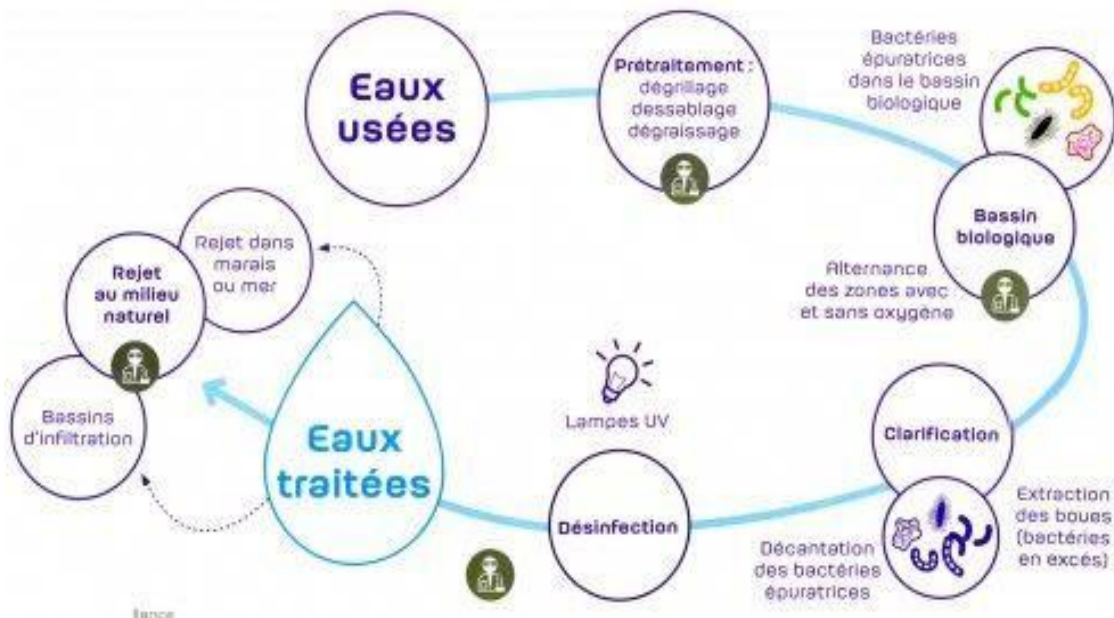 Eaux
usées
Prétraitement :
dégrillage
dessablage
dégraissage
Bactéries
épuratrices
dans le bassin
biologique
Bassin
biologique
Alternance
des zones avec
et sans oxygène
Clarification
Extraction
des boues
(bactéries
en excés)
Décantation
des bactéries
épuratrices
Lampes UV
Désinfection
Eaux
traitées
Rejet dans
marais
ou mer
Rejet
au milieu
naturel
Bassins
d'infiltration
llance